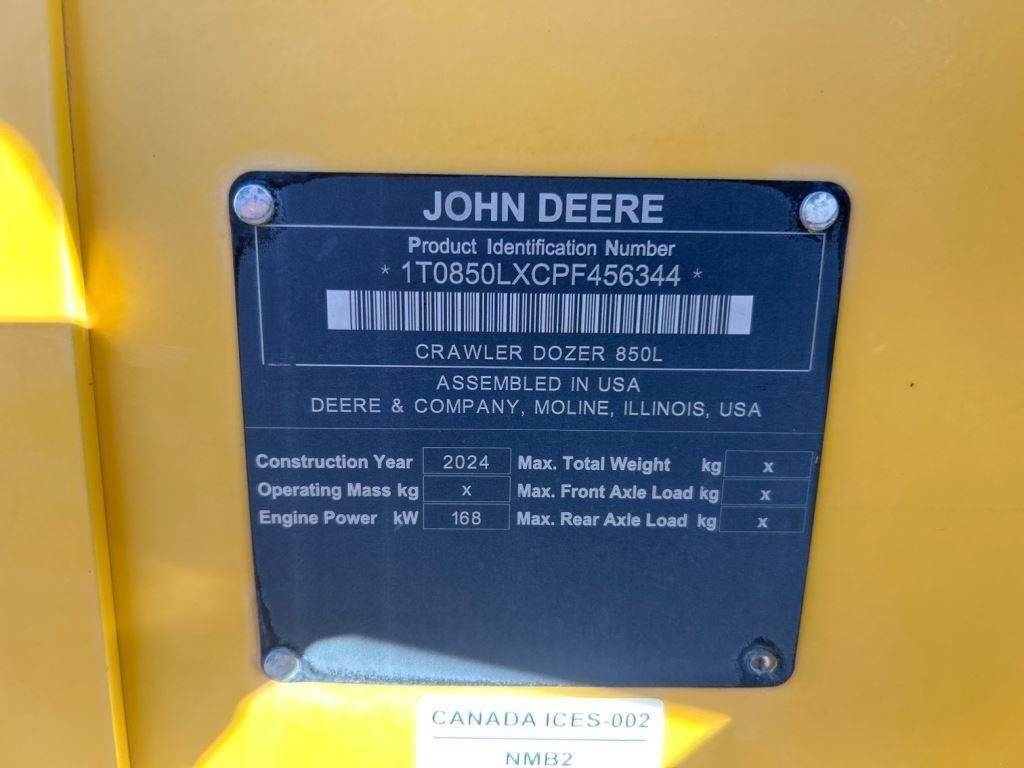 JOHN DEERE
Product Identification Number
* 1T0850LXCPF456344 *
CRAWLER DOZER 850L
ASSEMBLED IN USA
DEERE & COMPANY, MOLINE, ILLINOIS, USA
Construction Year 2024 Max. Total Weight kg x
Operating Mass kg x Max. Front Axle Load kg x
Engine Power kW 168 Max. Rear Axle Load kg x
CANADA ICES-002
NMB2